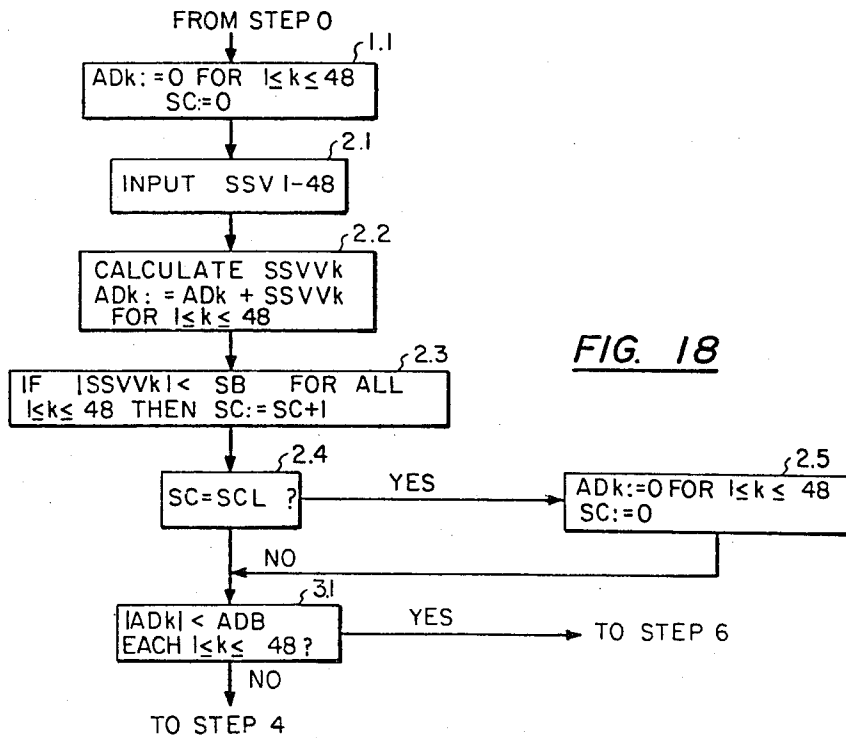 FROM STEP 0
1.1
ADk:=0 FOR 1≤k≤48
SC:=0
2.1
INPUT SSV 1-48
2.2
CALCULATE SSVVk
ADk:=ADk + SSVVk
FOR 1≤k≤48
FIG. 18
2.3
IF |SSVVk|< SB FOR ALL
1≤k≤48 THEN SC:=SC+1
2.4
SC=SCL ?
YES
2.5
ADk:=0 FOR 1≤k≤48
SC:=0
NO
3.1
|ADk|< ADB
EACH 1≤k≤ 48?
YES
TO STEP 6
NO
TO STEP 4